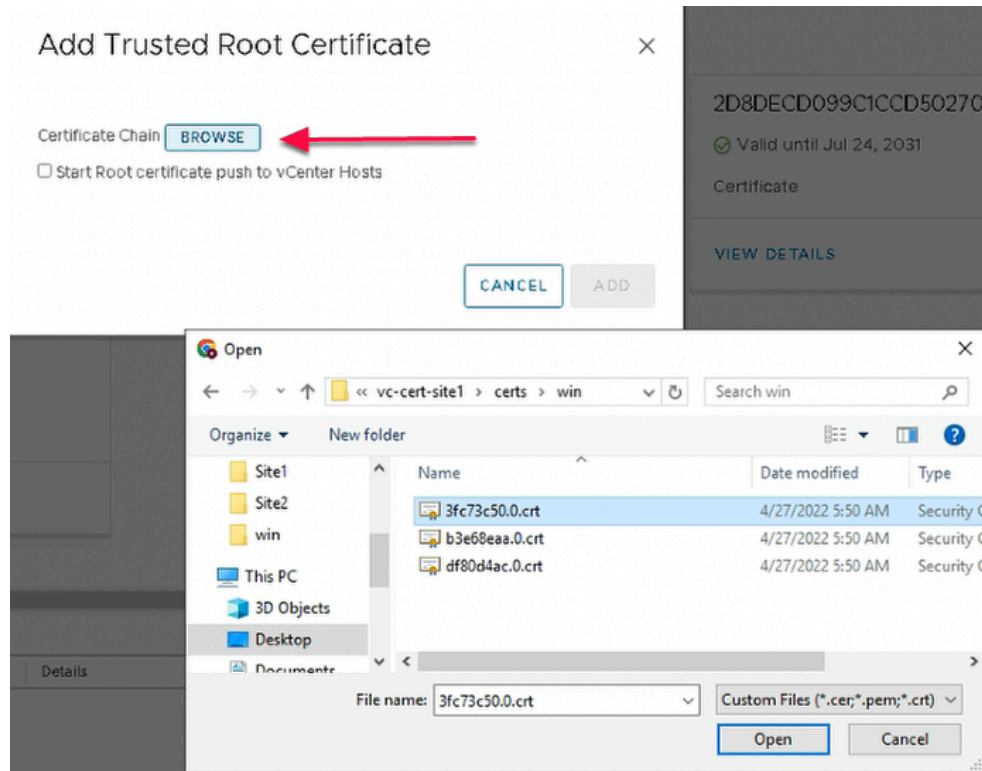 Add Trusted Root Certificate
2D8DECD099C1CCD50270
Certificate Chain BROWSE
Valid until Jul 24, 2031
Start Root certificate push to vCenter Hosts
Certificate
VIEW DETAILS
CANCEL ADD
Open
« vc-cert-site1 > certs > win
Search win
Organize New folder
Site1
Name Date modified Type
Site2
3fc73c50.0.crt 4/27/2022 5:50 AM Security C
win
b3e68eaa.0.crt 4/27/2022 5:50 AM Security C
This PC
df80d4ac.0.crt 4/27/2022 5:50 AM Security C
3D Objects
Desktop
Documents
Details
File name: 3fc73c50.0.crt Custom Files (*.cer;*.pem;*.crt)
Open Cancel